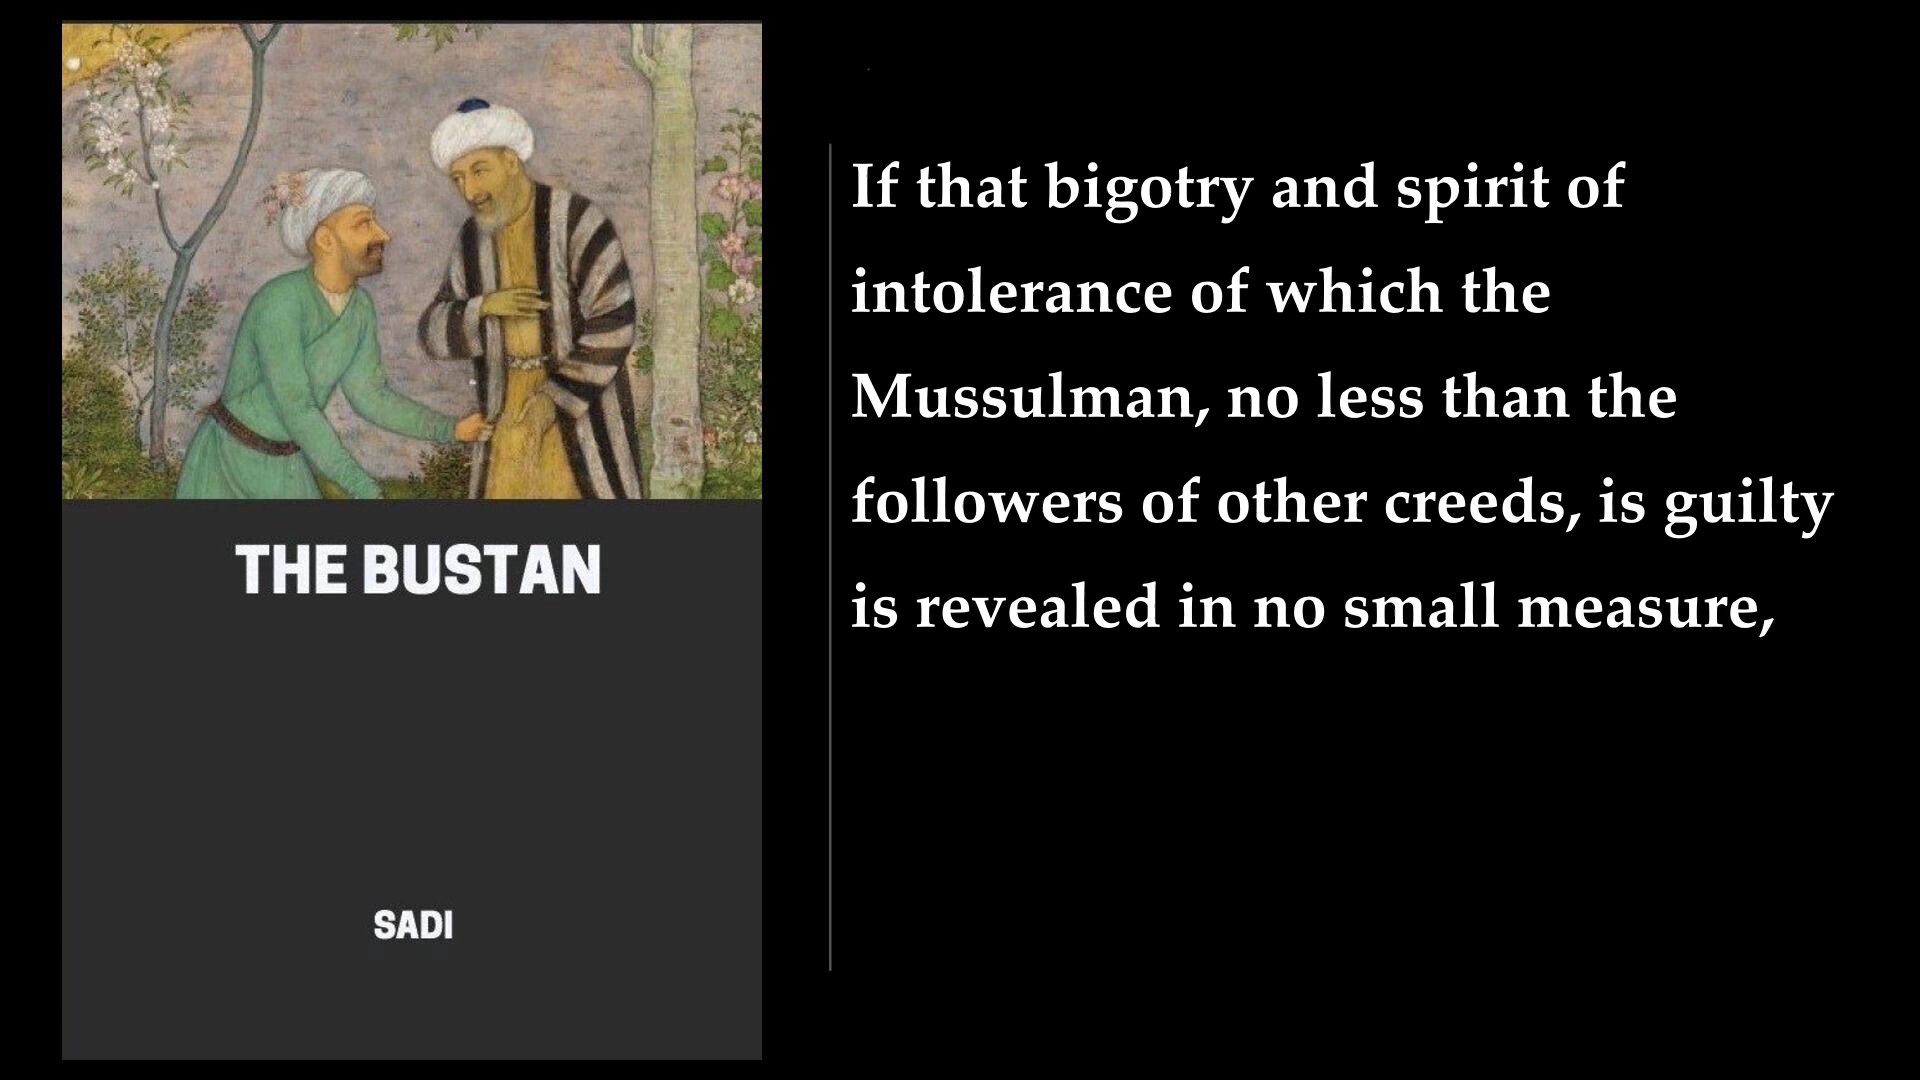 THE BUSTAN
SADI
If that bigotry and spirit of
intolerance of which the
Mussulman, no less than the
followers of other creeds, is guilty
is revealed in no small measure,